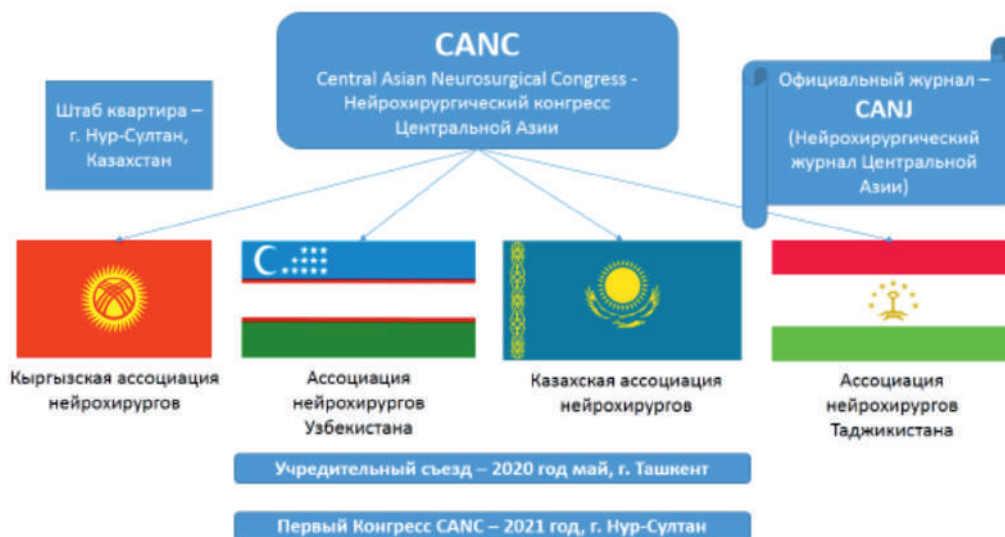 CANC
Central Asian Neurosurgical Congress -
Нейрохирургический конгресс
Центральной Азии
Штаб квартира –
г. Нур-Султан,
Казахстан
Официальный журнал –
CANJ
(Нейрохирургический
журнал Центральной
Азии)
Кыргызская ассоциация
нейрохирургов
Ассоциация
нейрохирургов
Узбекистана
Казахская ассоциация
нейрохирургов
Ассоциация
нейрохирургов
Таджикистана
Учредительный съезд – 2020 год май, г. Ташкент
Первый Конгресс CANC – 2021 год, г. Нур-Султан